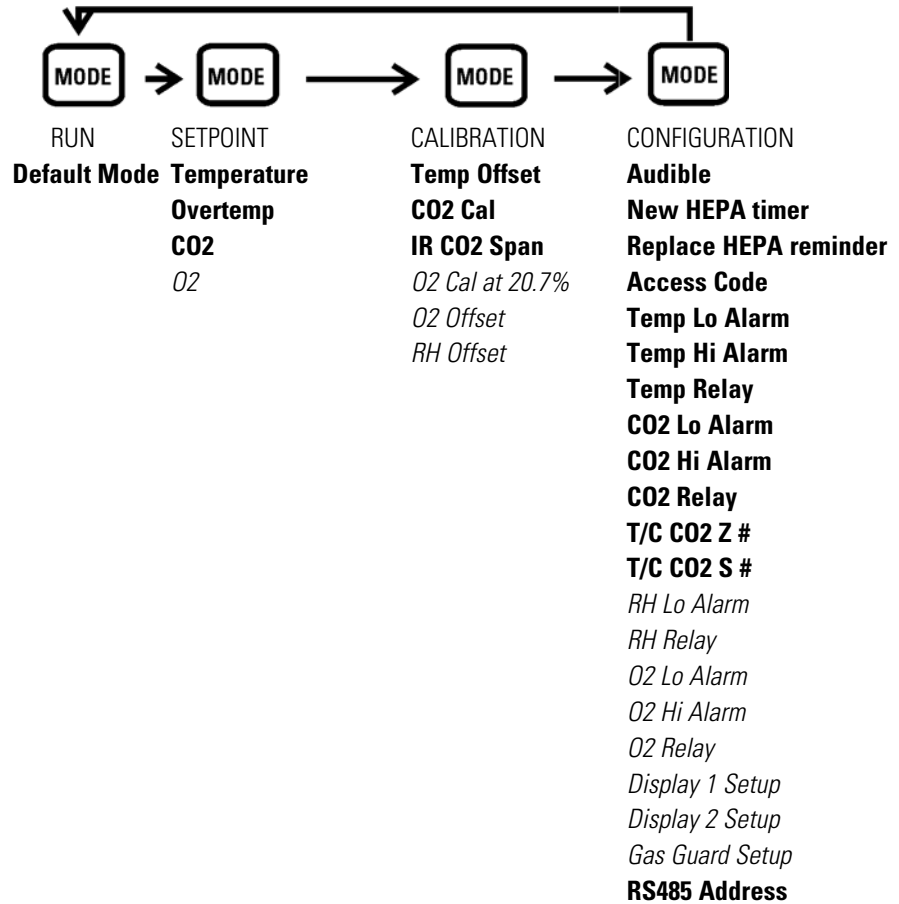 MODE MODE MODE MODE
RUN SETPOINT CALIBRATION CONFIGURATION
Default Mode Temperature Temp Offset Audible
Overtemp CO2 Cal New HEPA timer
CO2 IR CO2 Span Replace HEPA reminder
O2 O2 Cal at 20.7% Access Code
O2 Offset Temp Lo Alarm
RH Offset Temp Hi Alarm
Temp Relay
CO2 Lo Alarm
CO2 Hi Alarm
CO2 Relay
T/C CO2 Z #
T/C CO2 S #
RH Lo Alarm
RH Relay
O2 Lo Alarm
O2 Hi Alarm
O2 Relay
Display 1 Setup
Display 2 Setup
Gas Guard Setup
RS485 Address